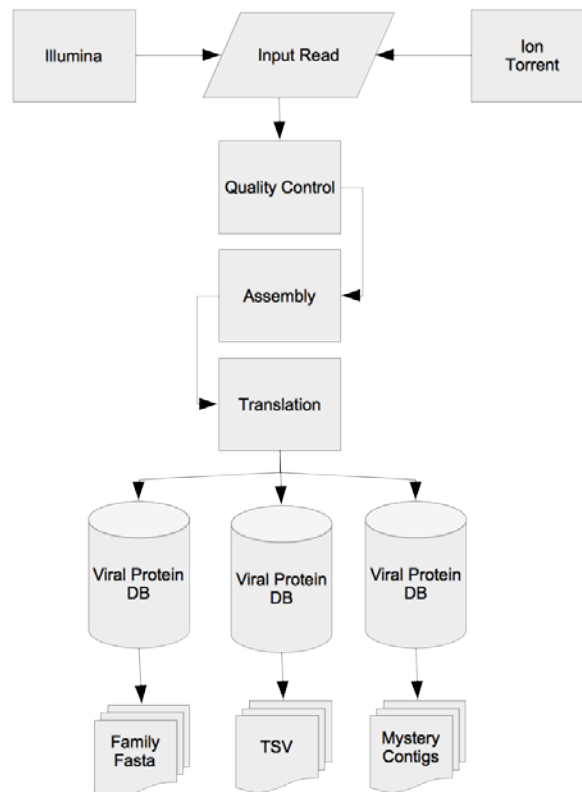 Illumina
Input Read
Ion
Torrent
Quality Control
Assembly
Translation
Viral Protein
DB
Viral Protein
DB
Viral Protein
DB
Family
Fasta
TSV
Mystery
Contigs